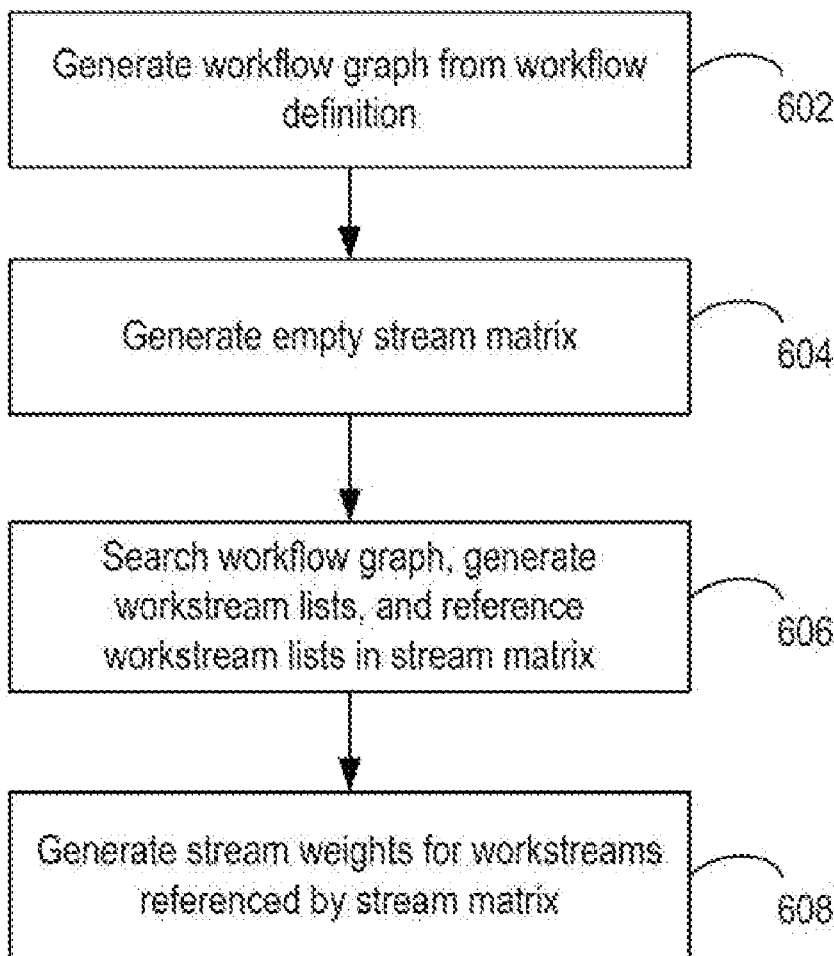 Generate workflow graph from workflow
definition
602
Generate empty stream matrix
604
Search workflow graph, generate
workstream lists, and reference
workstream lists in stream matrix
606
Generate stream weights for workstreams
referenced by stream matrix
608